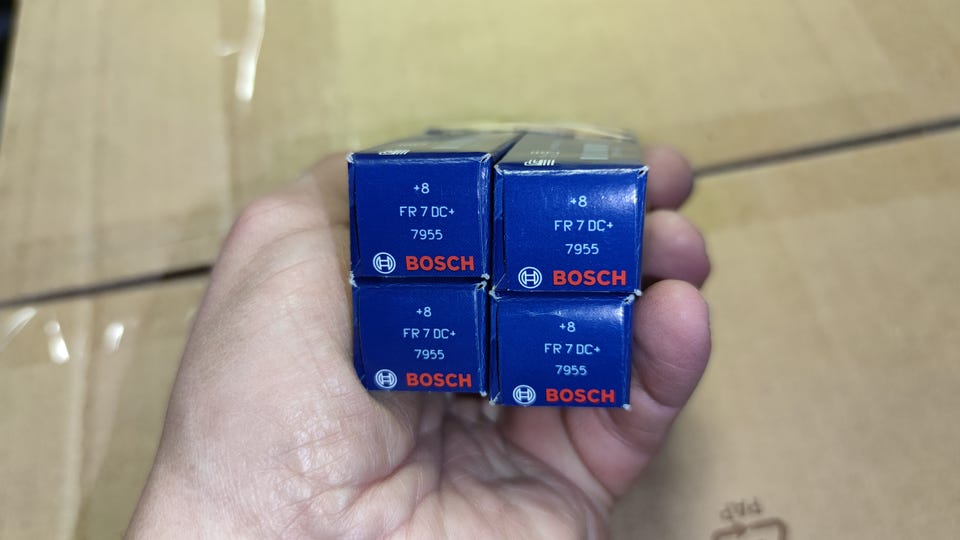 +8
FR 7 DC+
7955
BOSCH
+8
FR 7 DC+
7955
BOSCH
+8
FR 7 DC+
7955
BOSCH
+8
FR 7 DC+
7955
BOSCH
PAP